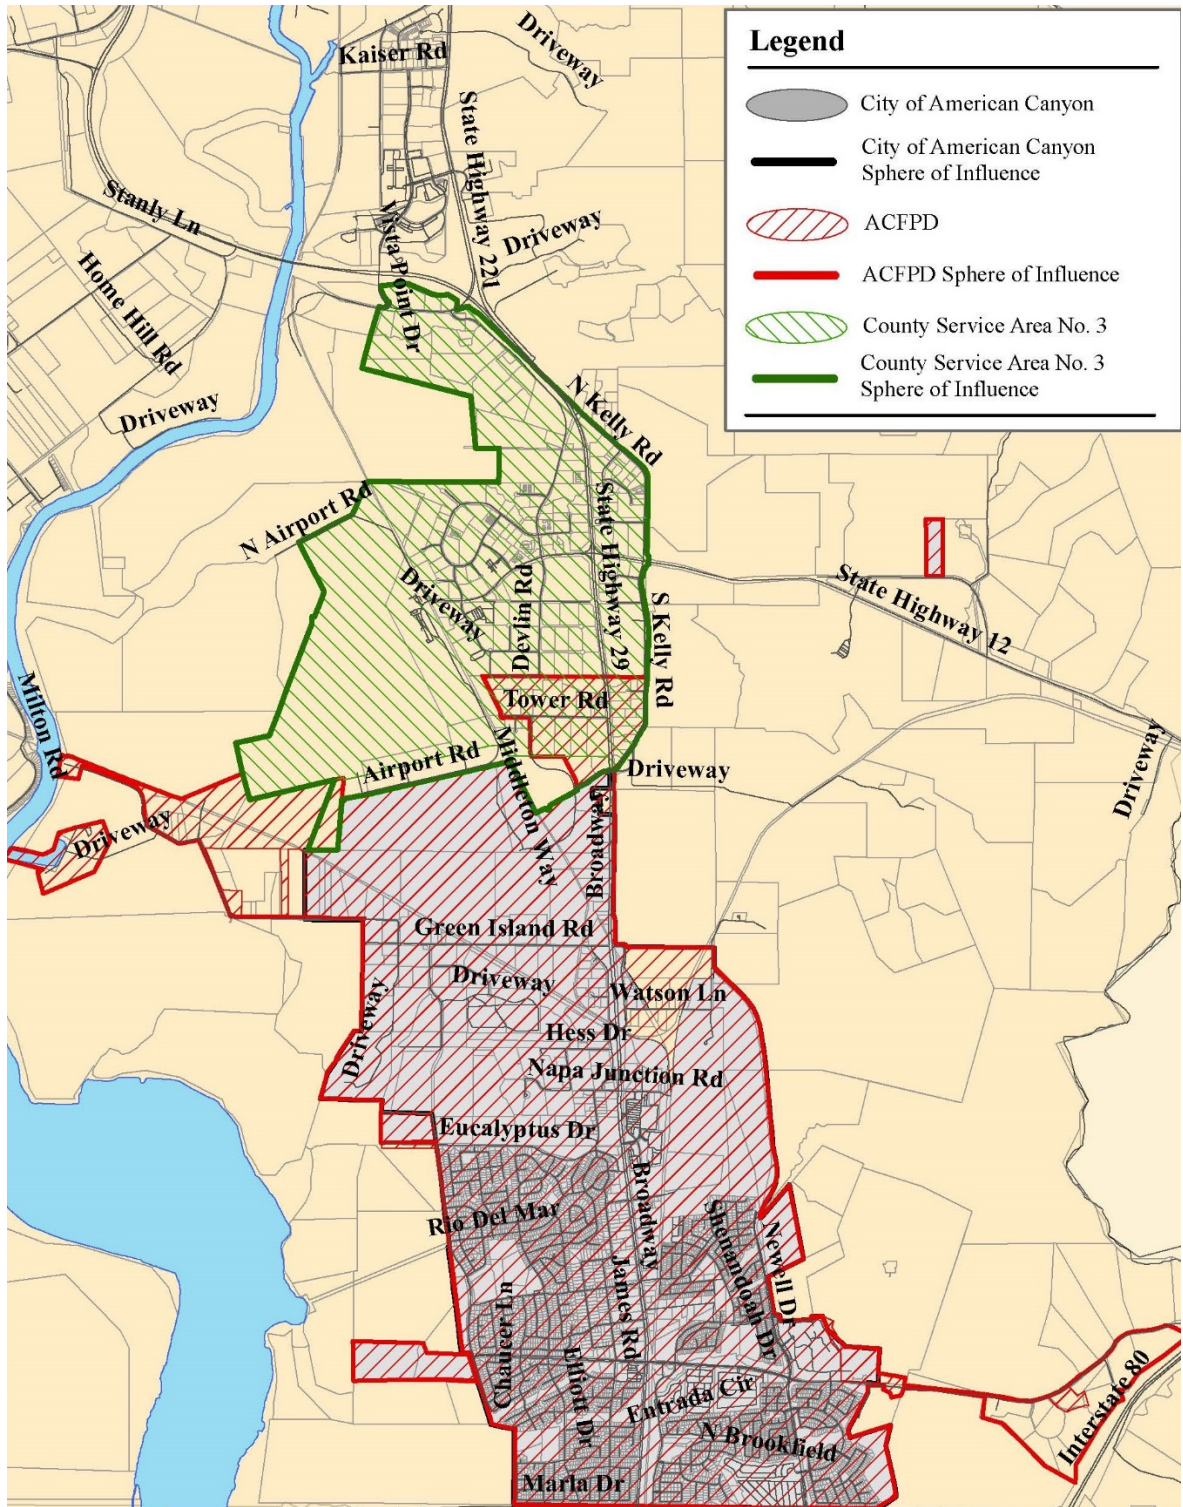 Legend
City of American Canyon
City of American Canyon
Sphere of Influence
ACFPD
ACFPD Sphere of Influence
County Service Area No. 3
County Service Area No. 3
Sphere of Influence
Driveway
Kaiser Rd
State Highway 221
Stanly Ln
Vista Point Dr
Driveway
Home Hill Rd
Driveway
N Kelly Rd
N Airport Rd
State Highway 29
Driveway
Devlin Rd
State Highway 12
S Kelly Rd
Milton Rd
Tower Rd
Airport Rd
Middleton Way
Driveway
Driveway
Driveway
Broadway
Green Island Rd
Driveway
Watson Ln
Driveway
Hess Dr
Napa Junction Rd
Eucalyptus Dr
Broadway
Rio Del Mar
Shenandoah Dr
Newell Dr
James Rd
Chaucer Ln
Elliott Dr
Entrada Cir
N Brookfield
Interstate 80
Marla Dr